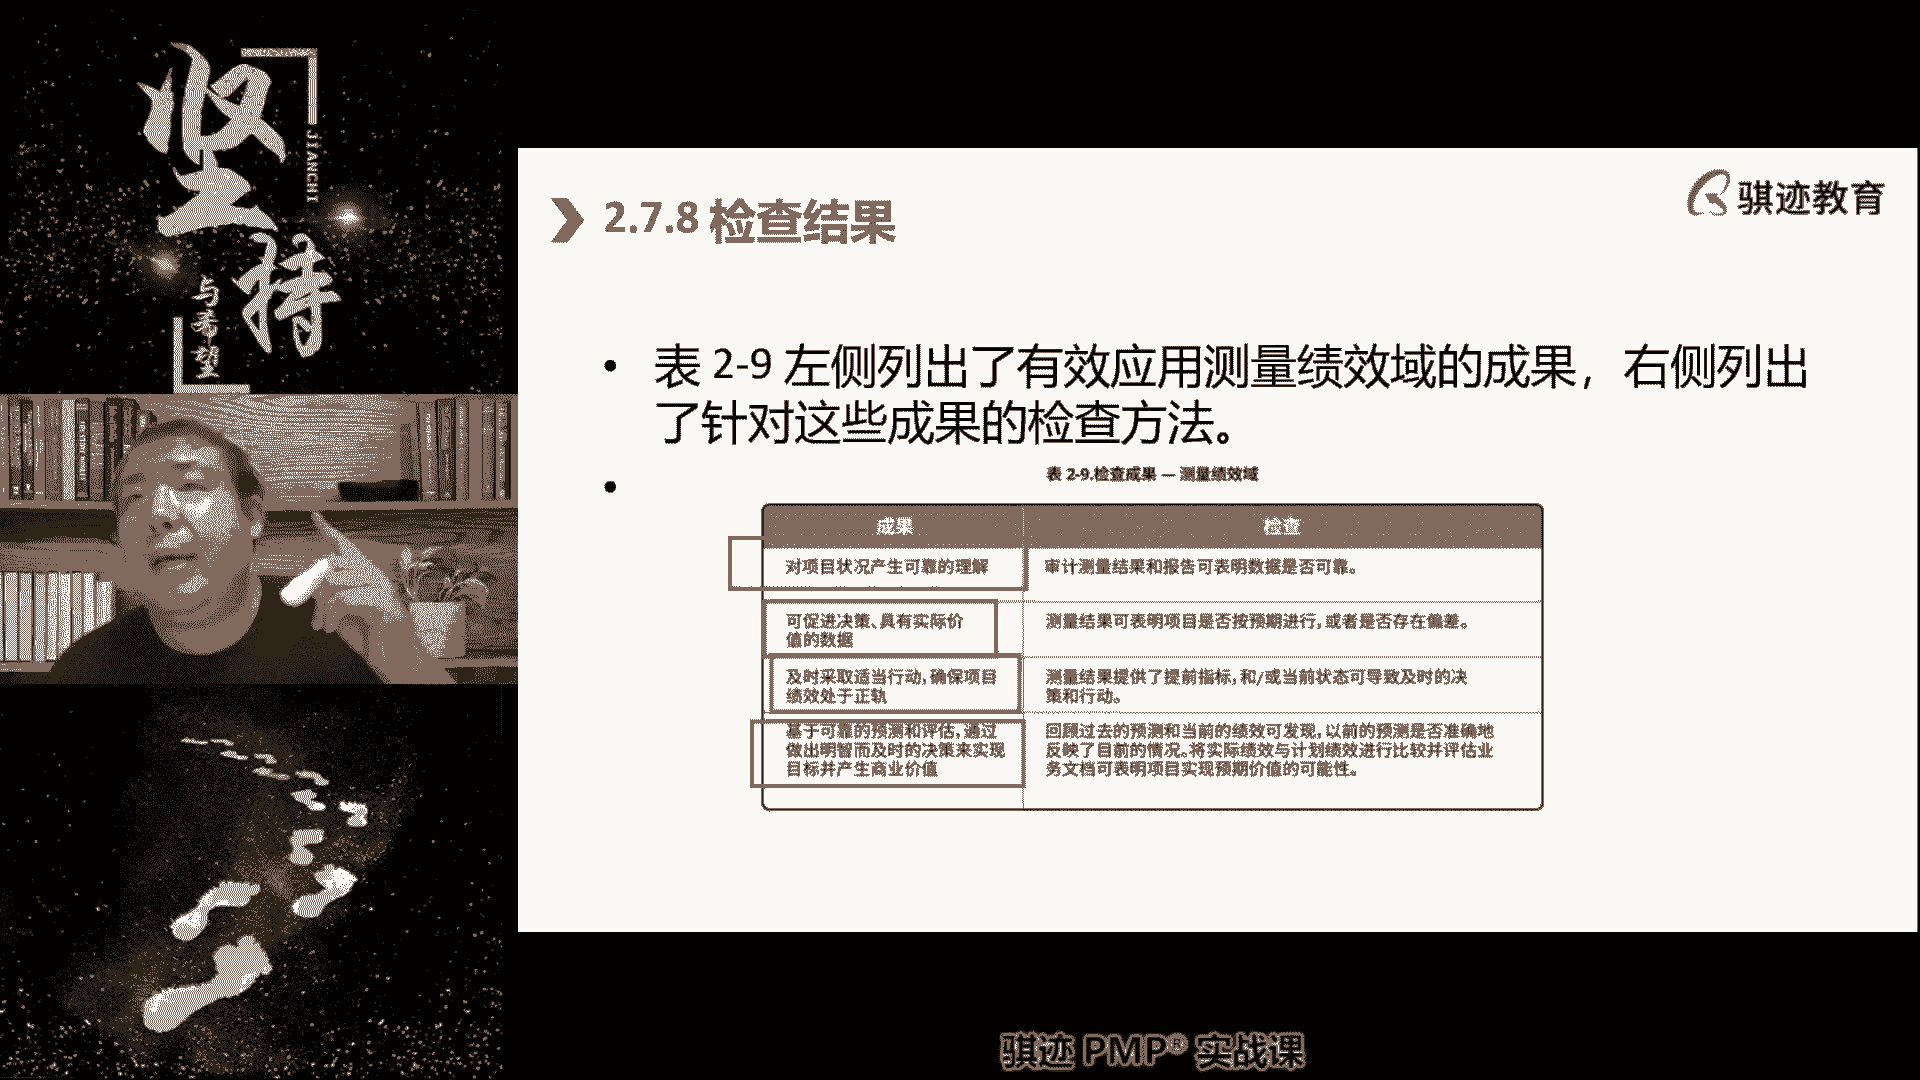 坚持
JIANCHI
与希望
骐迹教育
2.7.8 检查结果
• 表 2-9 左侧列出了有效应用测量绩效域的成果，右侧列出
了针对这些成果的检查方法。
•
表 2-9.检查成果 — 测量绩效域
成果
检查
对项目状况产生可靠的理解
审计测量结果和报告可表明数据是否可靠。
可促进决策、具有实际价
值的数据
测量结果可表明项目是否按预期进行，或者是否存在偏差。
及时采取适当行动，确保项目
绩效处于正轨
测量结果提供了提前指标，和/或当前状态可导致及时的决
策和行动。
基于可靠的预测和评估，通过
做出明智而及时的决策来实现
目标并产生商业价值
回顾过去的预测和当前的绩效可发现，以前的预测是否准确地
反映了目前的情况。将实际绩效与计划绩效进行比较并评估业
务文档可表明项目实现预期价值的可能性。
骐迹 PMP® 实战课